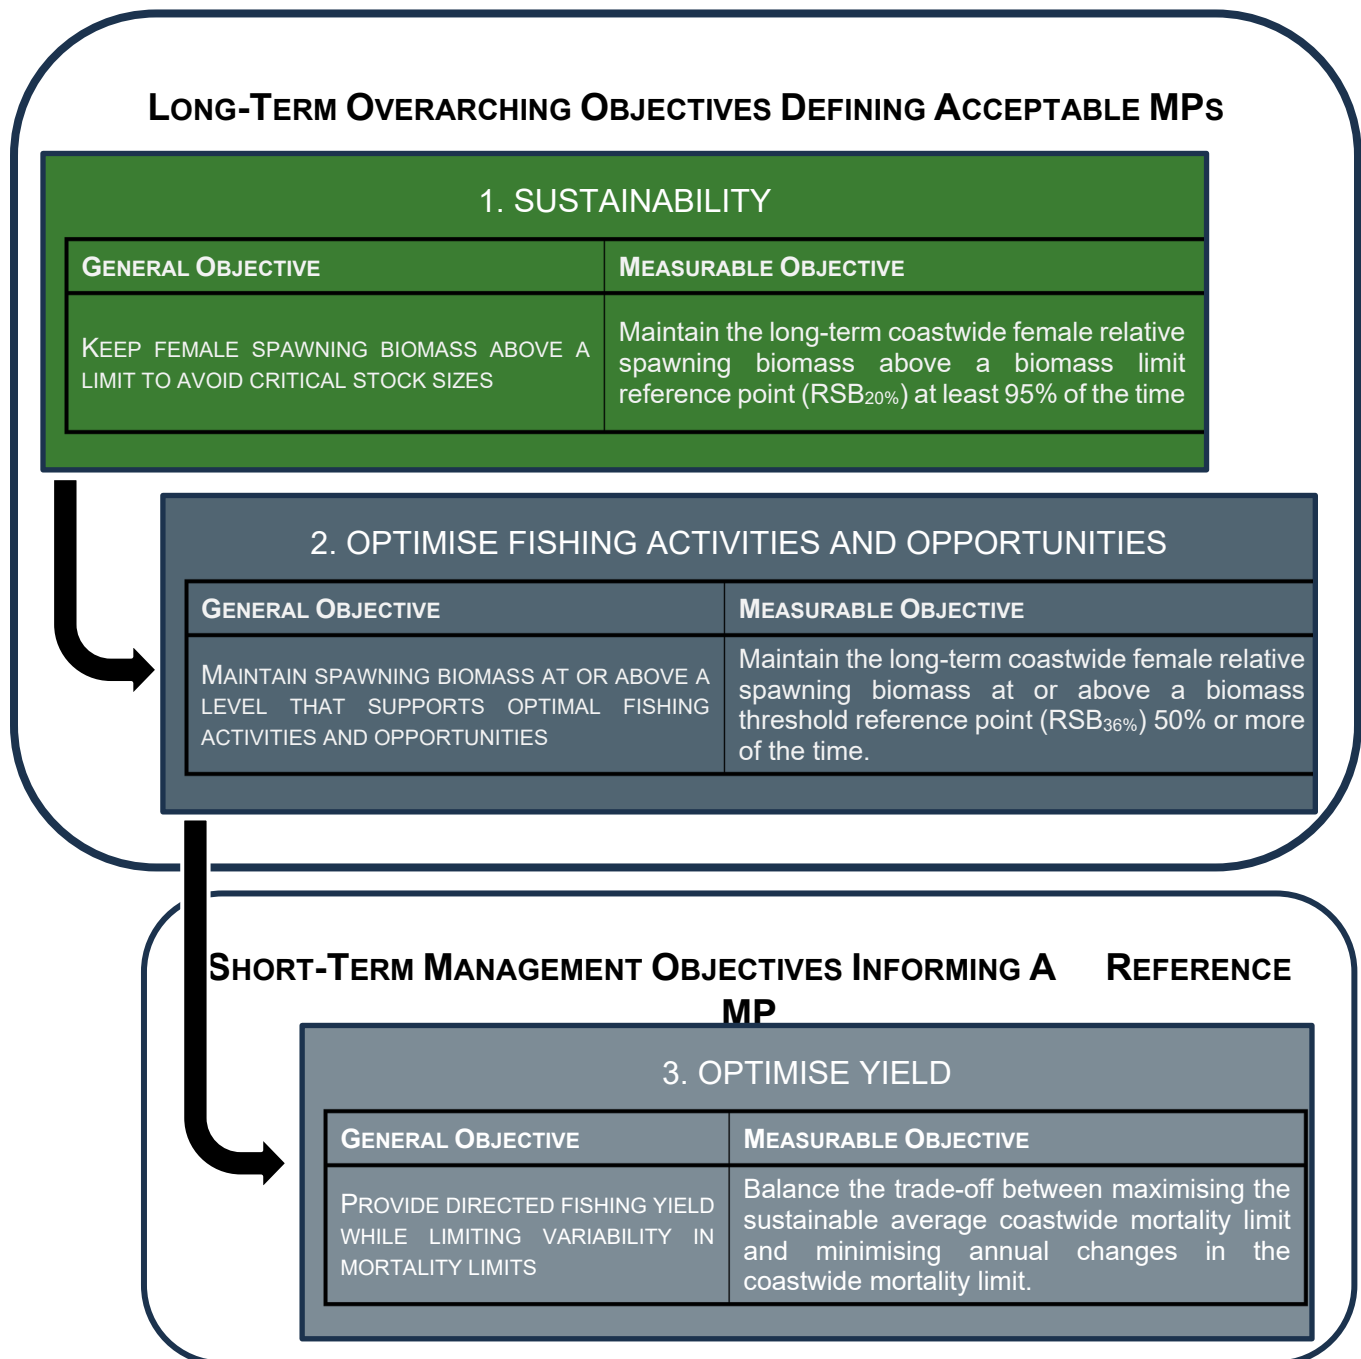 LONG-TERM OVERARCHING OBJECTIVES DEFINING ACCEPTABLE MPS
1. SUSTAINABILITY
GENERAL OBJECTIVE
MEASURABLE OBJECTIVE
KEEP FEMALE SPAWNING BIOMASS ABOVE A
LIMIT TO AVOID CRITICAL STOCK SIZES
Maintain the long-term coastwide female relative
spawning biomass above a biomass limit
reference point (RSB20%) at least 95% of the time
2. OPTIMISE FISHING ACTIVITIES AND OPPORTUNITIES
GENERAL OBJECTIVE
MEASURABLE OBJECTIVE
MAINTAIN SPAWNING BIOMASS AT OR ABOVE A
LEVEL THAT SUPPORTS OPTIMAL FISHING
ACTIVITIES AND OPPORTUNITIES
Maintain the long-term coastwide female relative
spawning biomass at or above a biomass
threshold reference point (RSB36%) 50% or more
of the time.
SHORT-TERM MANAGEMENT OBJECTIVES INFORMING A REFERENCE
MP
3. OPTIMISE YIELD
GENERAL OBJECTIVE
MEASURABLE OBJECTIVE
PROVIDE DIRECTED FISHING YIELD
WHILE LIMITING VARIABILITY IN
MORTALITY LIMITS
Balance the trade-off between maximising the
sustainable average coastwide mortality limit
and minimising annual changes in the
coastwide mortality limit.